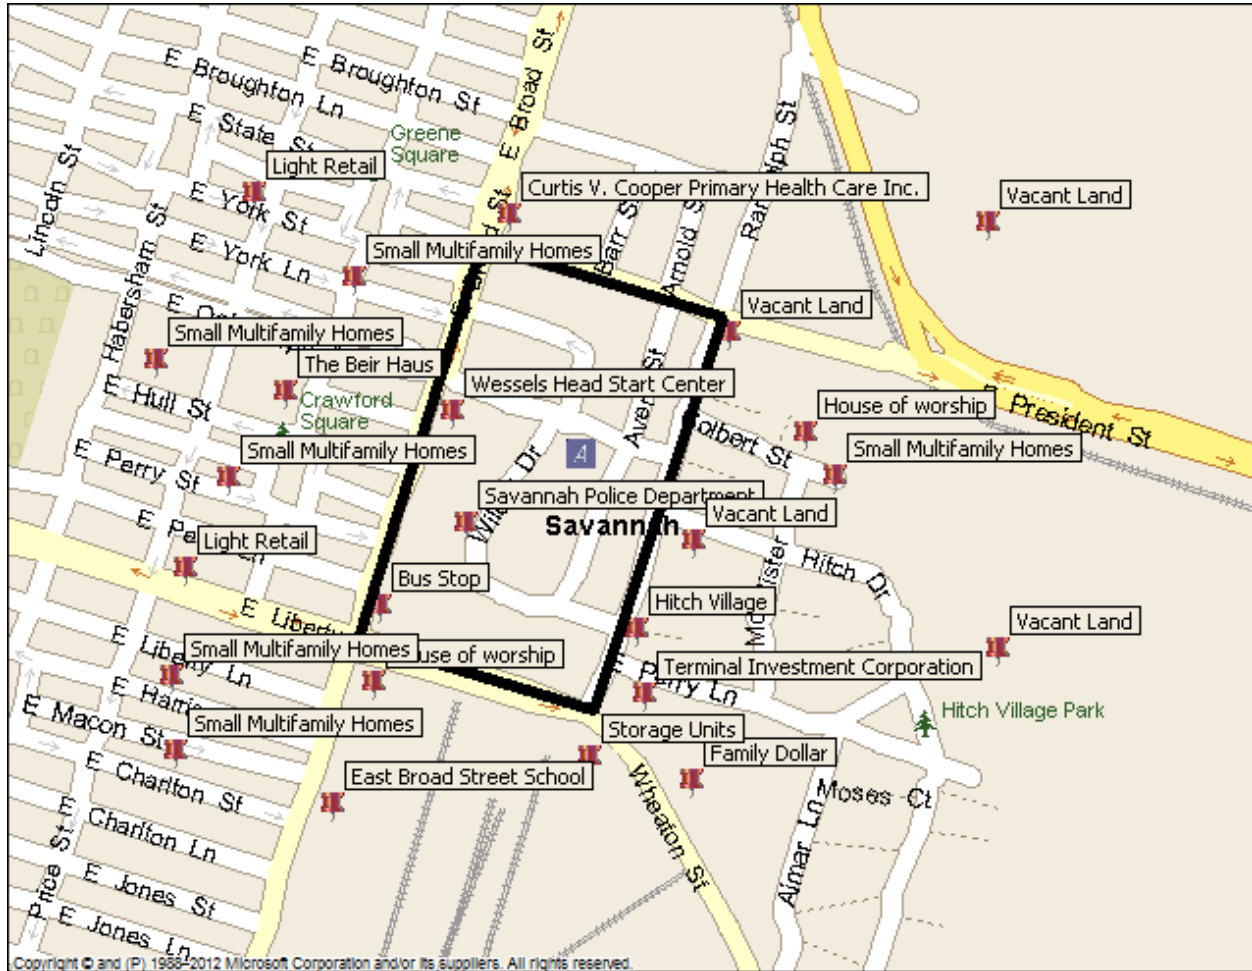 E Broughton St
E Broughton Ln
E State St
Greene
Square
E Broad St
Lincoln St
Light Retail
Curtis V. Cooper Primary Health Care Inc.
Vacant Land
E York St
Habersham St
Barr St
Arnold St
Randolph St
Small Multifamily Homes
E York Ln
Vacant Land
Small Multifamily Homes
The Beir Haus
Wessels Head Start Center
E Hull St
Crawford
Square
Avery St
House of worship
E President St
Small Multifamily Homes
Small Multifamily Homes
E Perry St
A
Savannah Police Department
Savannah
Vacant Land
Light Retail
Hitch Dr
Bus Stop
Hitch Village
E Liberty
Vacant Land
Small Multifamily Homes
House of worship
E Perry Ln
Terminal Investment Corporation
E Liberty Ln
E Harris
Hitch Village Park
E Macon St
Small Multifamily Homes
Storage Units
Family Dollar
East Broad Street School
E Charlton St
Wheaton St
Moses Ct
E Charlton Ln
Price St
Almar Ln
E Jones St
E Jones Ln
Copyright © and (P) 1988–2012 Microsoft Corporation and/or its suppliers. All rights reserved.